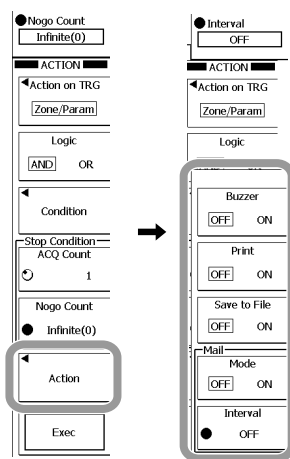 Nogo Count
Infinite(0)
ACTION
Action on TRG
Zone/Param
Logic
AND OR
Condition
Stop Condition
ACQ Count
1
Nogo Count
Infinite(0)
Action
Exec
Interval
OFF
ACTION
Action on TRG
Zone/Param
Logic
Buzzer
OFF ON
Print
OFF ON
Save to File
OFF ON
Mail
Mode
OFF ON
Interval
OFF